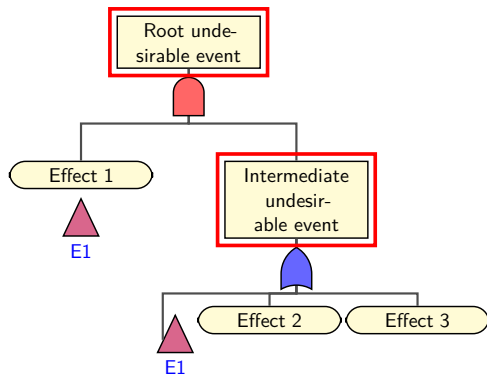 Root unde-
sirable event
Effect 1
Intermediate
undesir-
able event
E1
Effect 2
Effect 3
E1